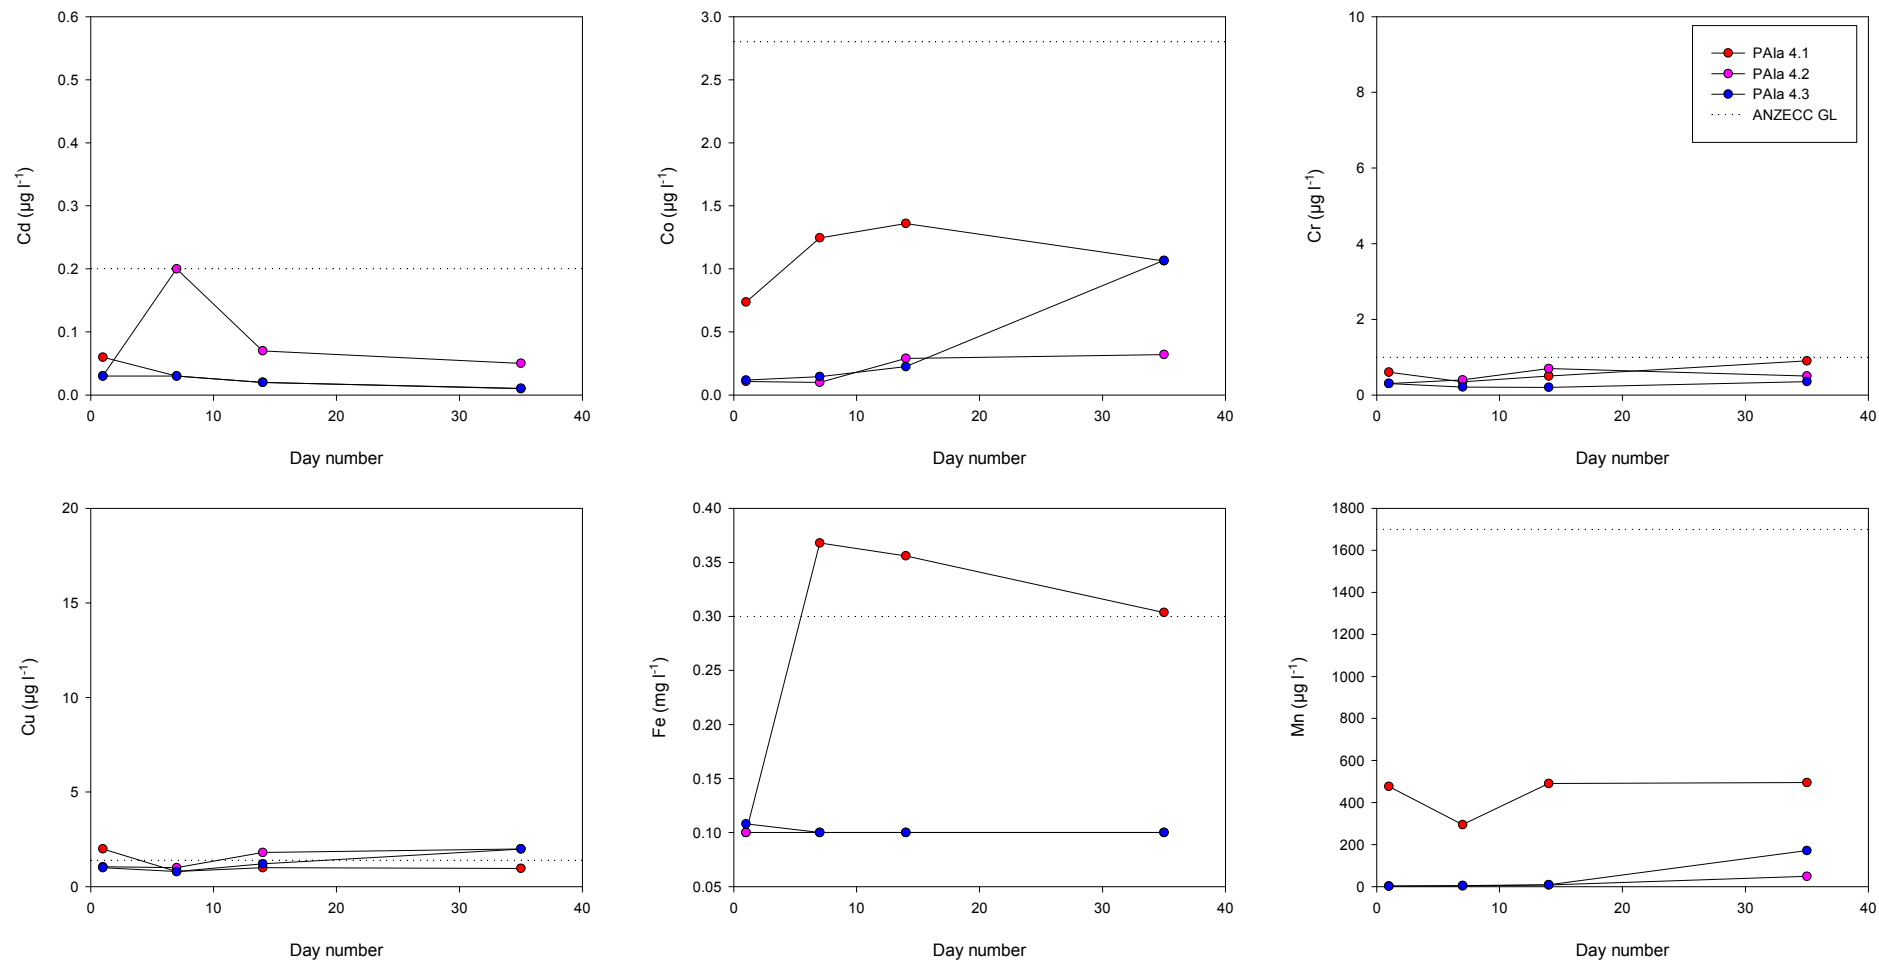 Cd (µg l-1)
0.6
0.5
0.4
0.3
0.2
0.1
0.0
0 10 20 30 40
Day number
Co (µg l-1)
3.0
2.5
2.0
1.5
1.0
0.5
0.0
0 10 20 30 40
Day number
Cr (µg l-1)
10
8
6
4
2
0
0 10 20 30 40
Day number
PAIa 4.1
PAIa 4.2
PAIa 4.3
ANZECC GL
Cu (µg l-1)
20
15
10
5
0
0 10 20 30 40
Day number
Fe (mg l-1)
0.40
0.35
0.30
0.25
0.20
0.15
0.10
0.05
0 10 20 30 40
Day number
Mn (µg l-1)
1800
1600
1400
1200
1000
800
600
400
200
0
0 10 20 30 40
Day number